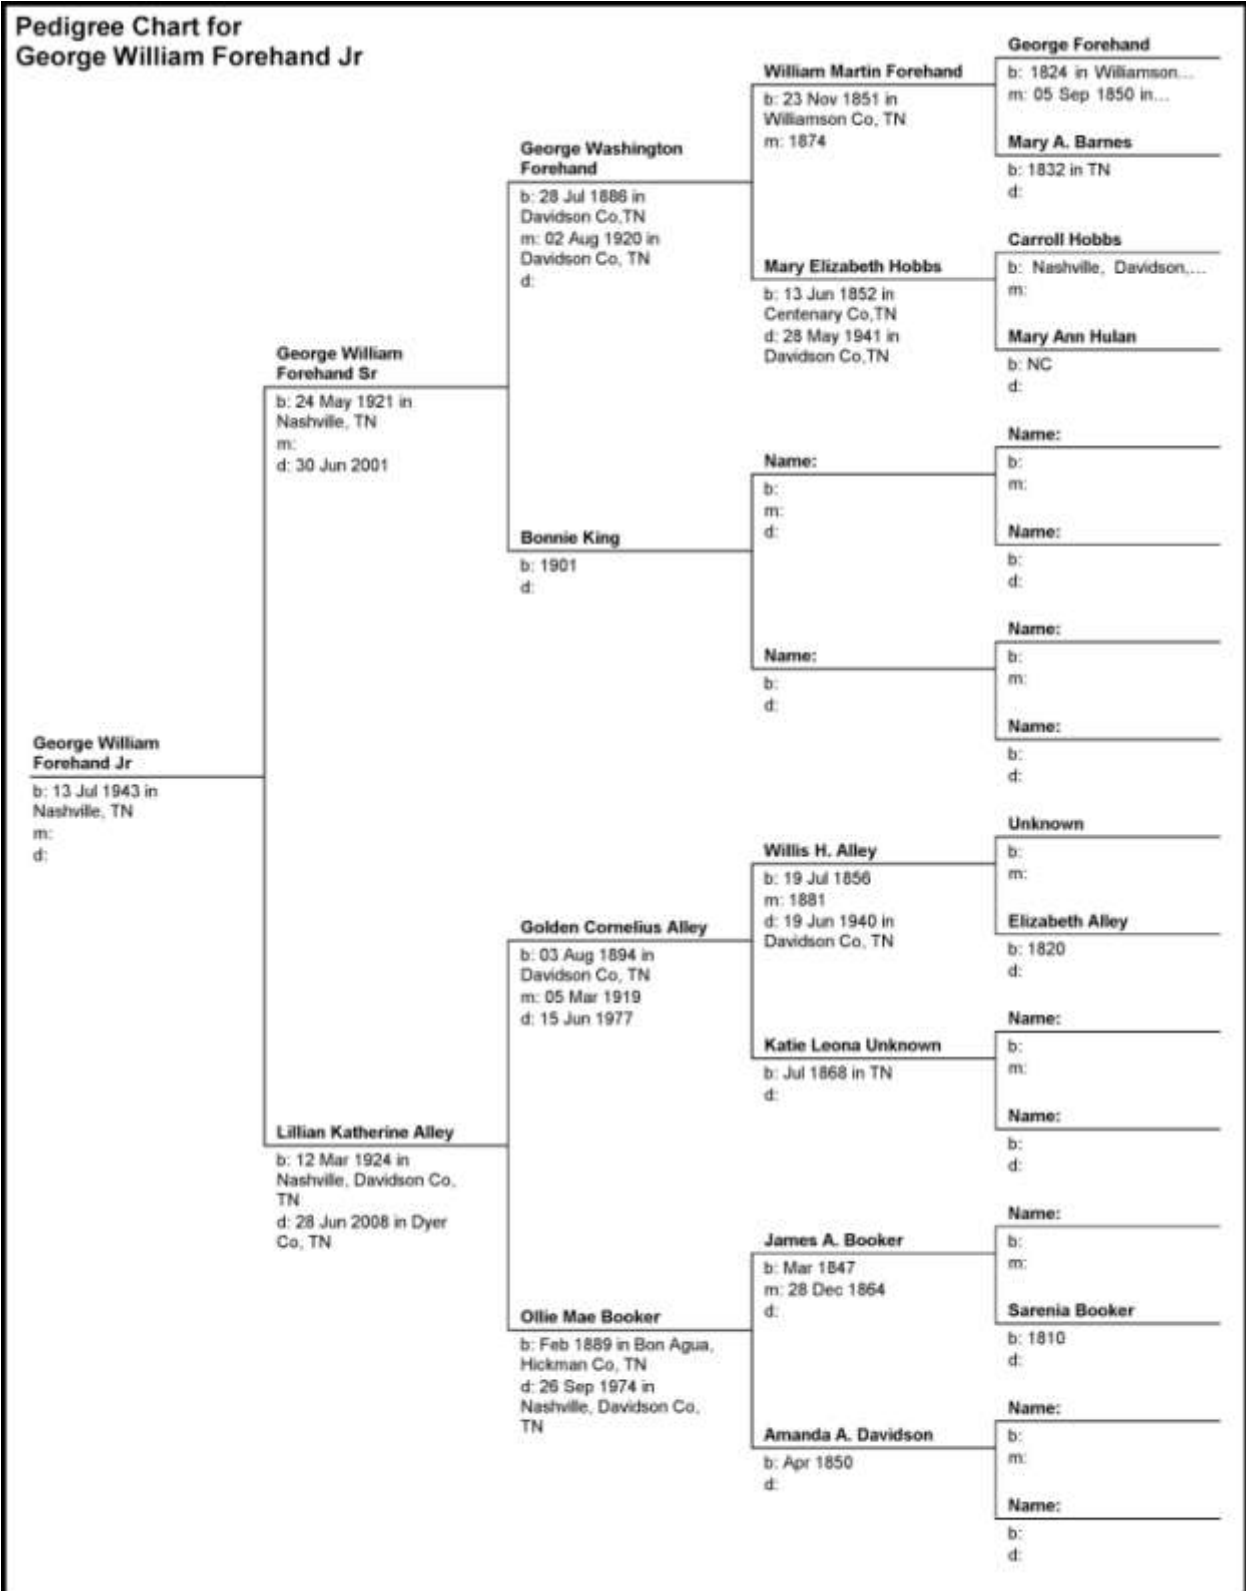 Pedigree Chart for
George William Forehand Jr
George William
Forehand Jr
b: 13 Jul 1943 in
Nashville, TN
m:
d:
George William
Forehand Sr
b: 24 May 1921 in
Nashville, TN
m:
d: 30 Jun 2001
Lillian Katherine Alley
b: 12 Mar 1924 in
Nashville, Davidson Co,
TN
d: 28 Jun 2008 in Dyer
Co, TN
George Washington
Forehand
b: 28 Jul 1886 in
Davidson Co,TN
m: 02 Aug 1920 in
Davidson Co, TN
d:
Bonnie King
b: 1901
d:
Golden Cornelius Alley
b: 03 Aug 1894 in
Davidson Co, TN
m: 05 Mar 1919
d: 15 Jun 1977
Ollie Mae Booker
b: Feb 1889 in Bon Agua,
Hickman Co, TN
d: 26 Sep 1974 in
Nashville, Davidson Co,
TN
William Martin Forehand
b: 23 Nov 1851 in
Williamson Co, TN
m: 1874
Mary Elizabeth Hobbs
b: 13 Jun 1852 in
Centenary Co,TN
d: 28 May 1941 in
Davidson Co,TN
Name:
b:
m:
d:
Name:
b:
d:
Willis H. Alley
b: 19 Jul 1856
m: 1881
d: 19 Jun 1940 in
Davidson Co, TN
Katie Leona Unknown
b: Jul 1868 in TN
d:
James A. Booker
b: Mar 1847
m: 28 Dec 1864
d:
Amanda A. Davidson
b: Apr 1850
d:
George Forehand
b: 1824 in Williamson...
m: 05 Sep 1850 in...
Mary A. Barnes
b: 1832 in TN
d:
Carroll Hobbs
b: Nashville, Davidson,...
m:
Mary Ann Hulan
b: NC
d:
Name:
b:
m:
Name:
b:
d:
Name:
b:
m:
Name:
b:
d:
Unknown
b:
m:
Elizabeth Alley
b: 1820
d:
Name:
b:
m:
Name:
b:
d:
Name:
b:
m:
Sarenia Booker
b: 1810
d:
Name:
b:
m:
Name:
b:
d: